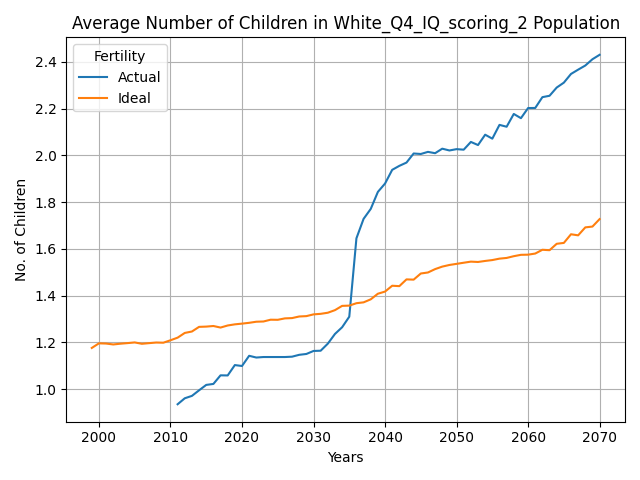 Average Number of Children in White_Q4_IQ_scoring_2 Population
Fertility
Actual
Ideal
No. of Children
2.4
2.2
2.0
1.8
1.6
1.4
1.2
1.0
2000 2010 2020 2030 2040 2050 2060 2070
Years